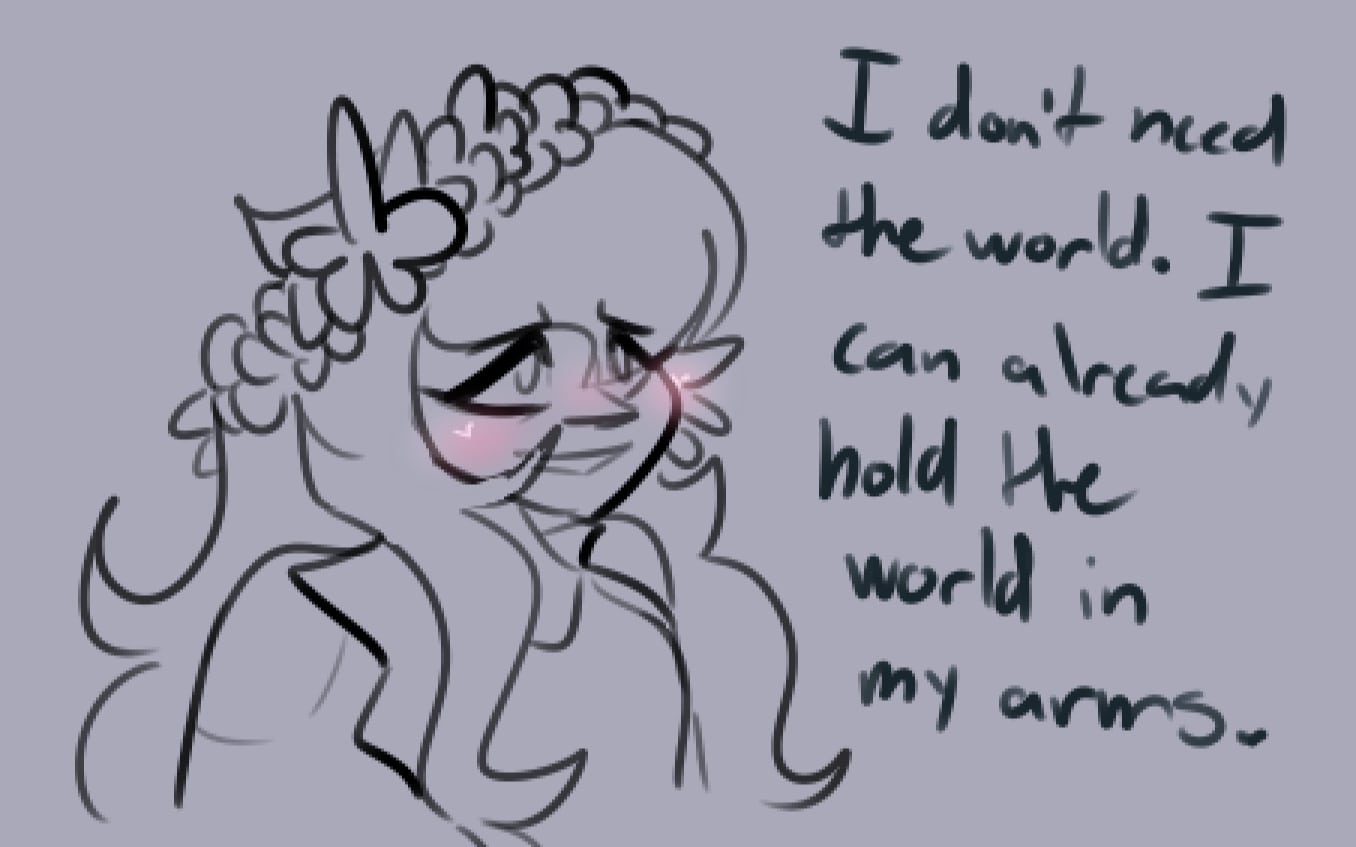 I don't need
the world. I
can already
hold the
world in
my arms.